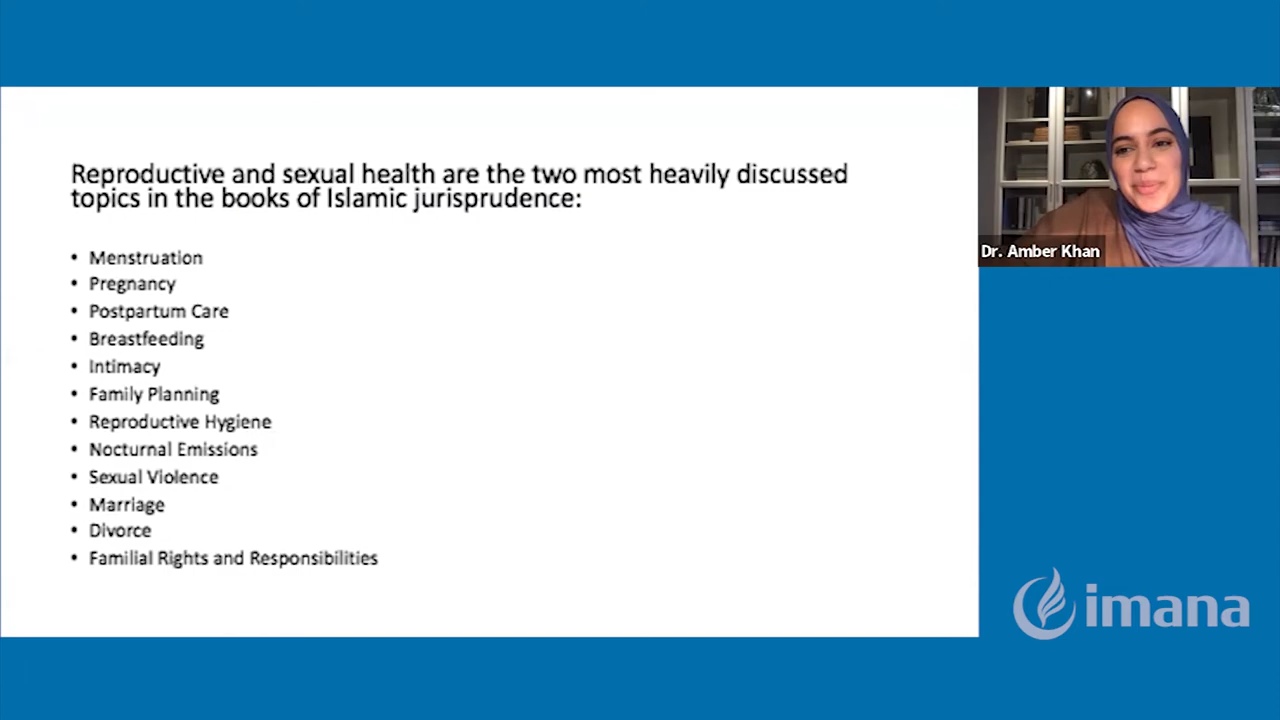 Reproductive and sexual health are the two most heavily discussed
topics in the books of Islamic jurisprudence:
• Menstruation
• Pregnancy
• Postpartum Care
• Breastfeeding
• Intimacy
• Family Planning
• Reproductive Hygiene
• Nocturnal Emissions
• Sexual Violence
• Marriage
• Divorce
• Familial Rights and Responsibilities
Dr. Amber Khan
imana